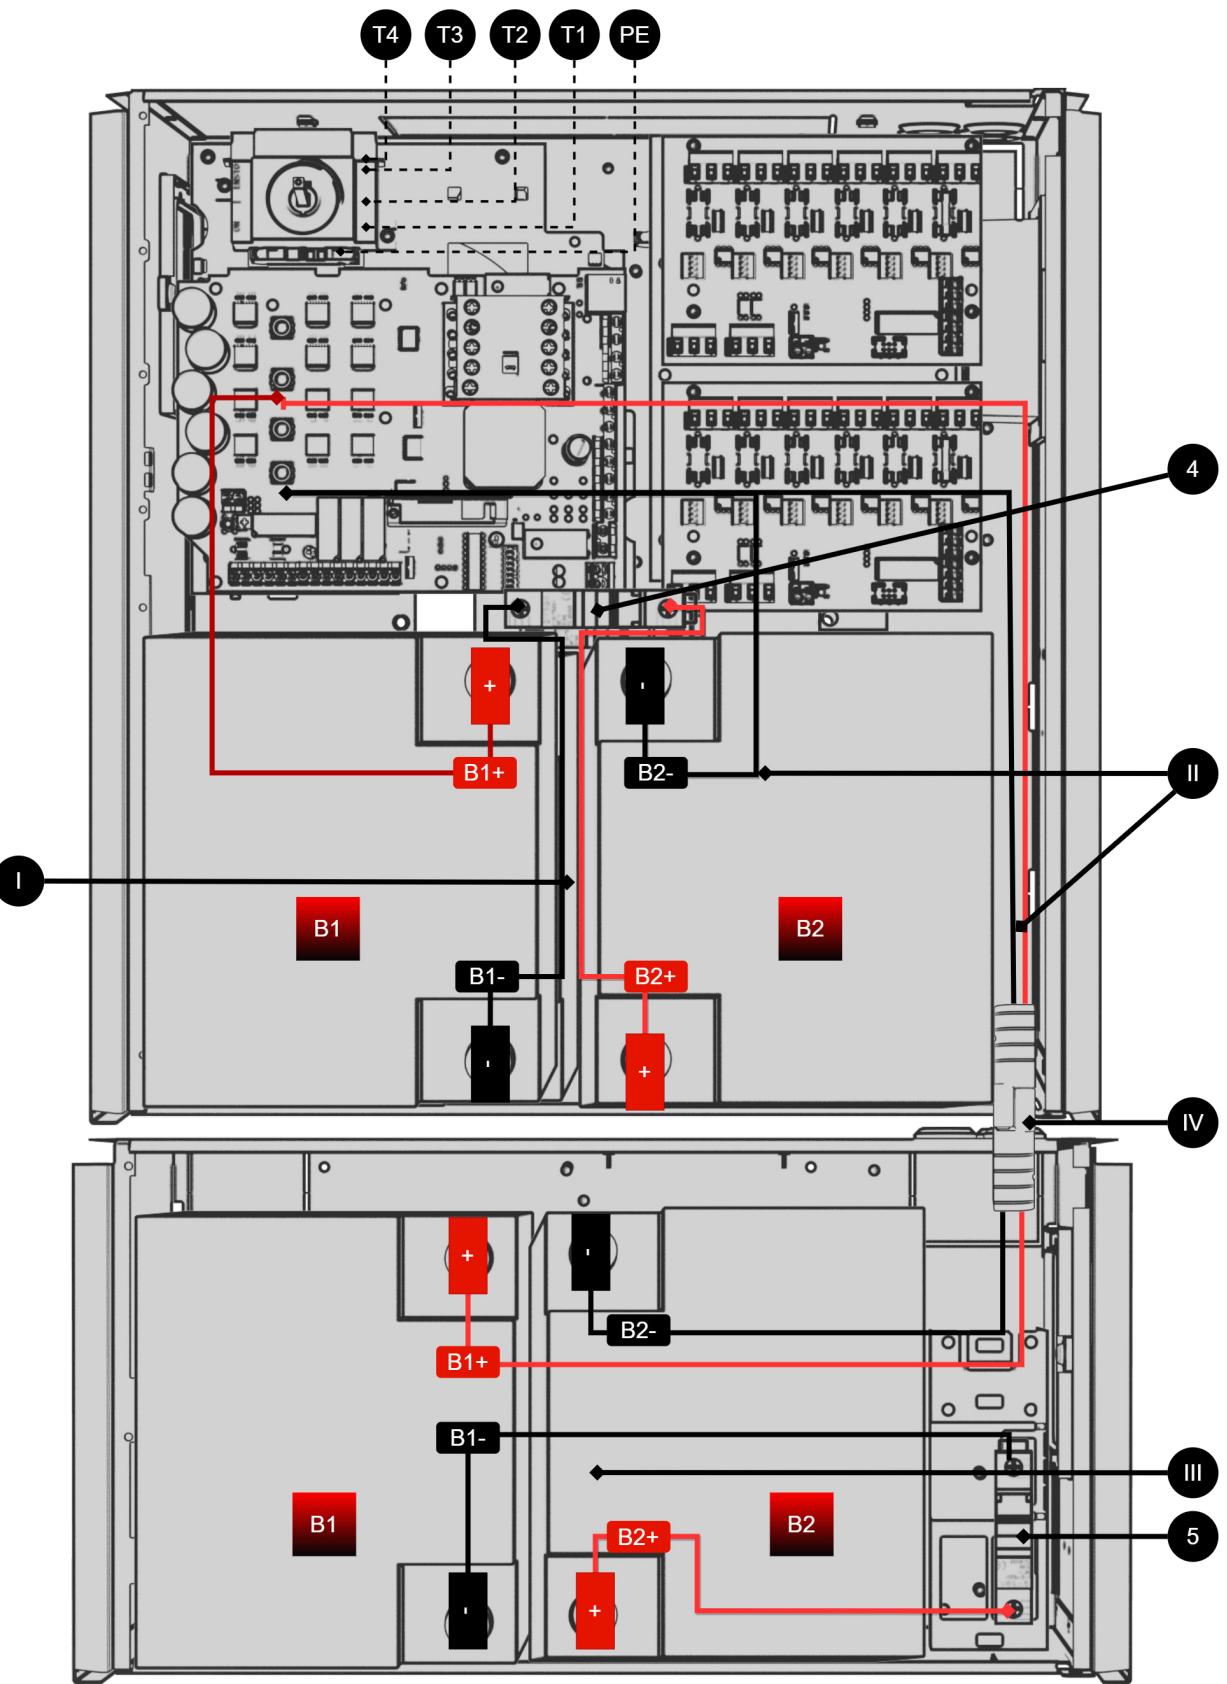 T4 T3 T2 T1 PE
4
+ -
B1+ B2-
II
I
B1 B2
B1- B2+
- +
IV
+ -
B2-
B1+
B1-
III
B1 B2
B2+ 5
- +